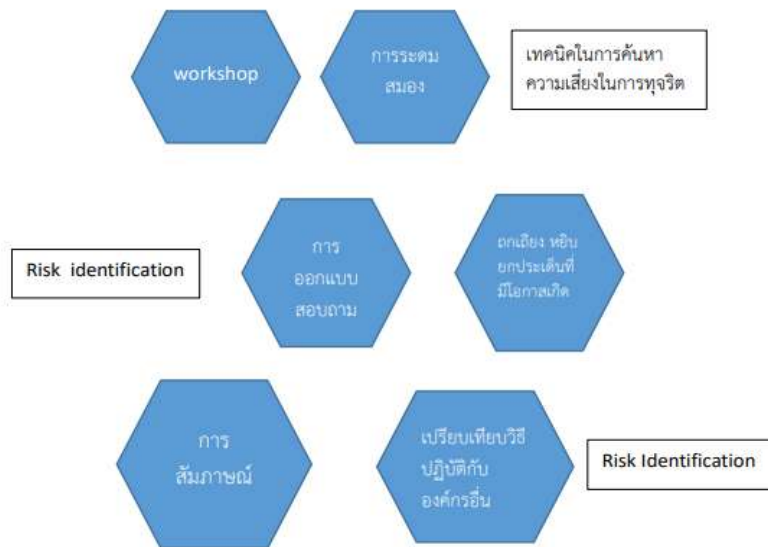 workshop
การระดม
สมอง
เทคนิคในการค้นหา
ความเสี่ยงในการทุจริต
Risk identification
การ
ออกแบบ
สอบถาม
ถกเถียง หยิบ
ยกประเด็นที่
มีโอกาสเกิด
การ
สัมภาษณ์
เปรียบเทียบวิธี
ปฏิบัติกับ
องค์กรอื่น
Risk Identification